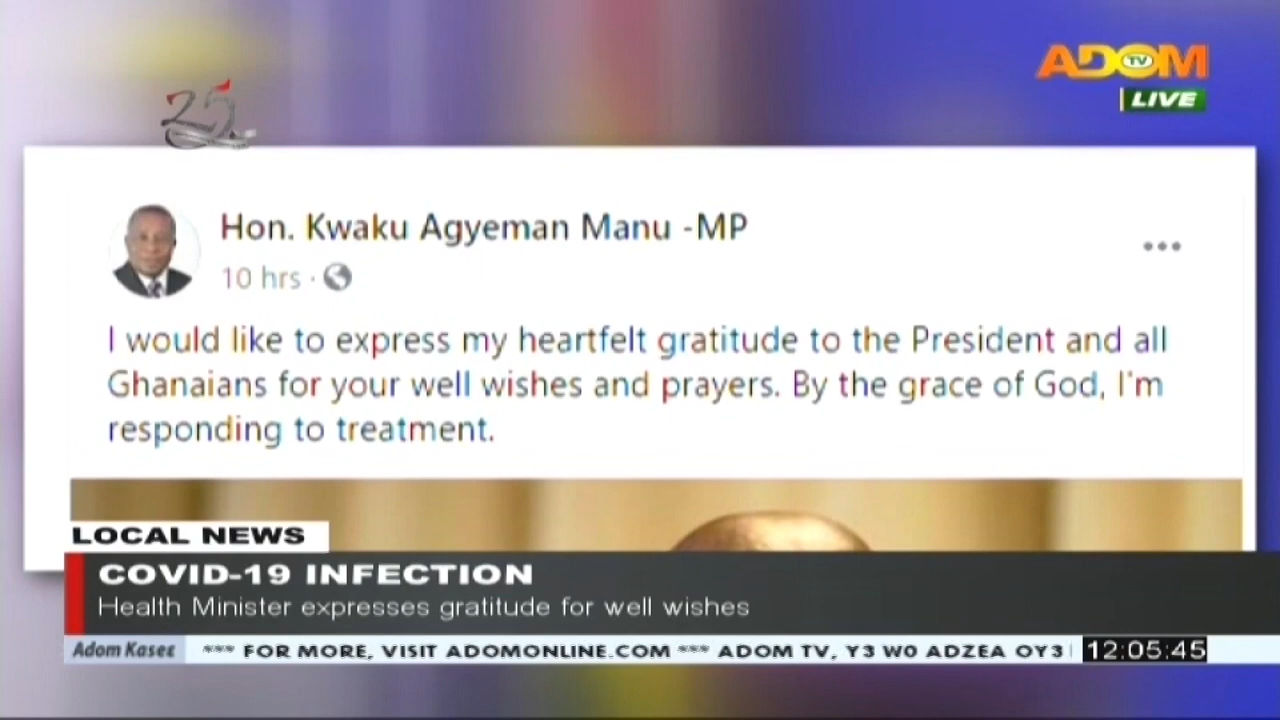 ADOM
TV
LIVE
25
Hon. Kwaku Agyeman Manu -MP
10 hrs ·
I would like to express my heartfelt gratitude to the President and all
Ghanaians for your well wishes and prayers. By the grace of God, I'm
responding to treatment.
LOCAL NEWS
COVID-19 INFECTION
Health Minister expresses gratitude for well wishes
Adom Kasee *** FOR MORE, VISIT ADOMONLINE.COM *** ADOM TV, Y3 W0 ADZEA OY3 12:05:45